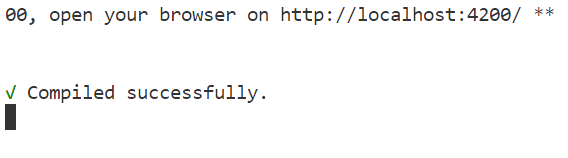 00, open your browser on http://localhost:4200/ **
√ Compiled successfully.